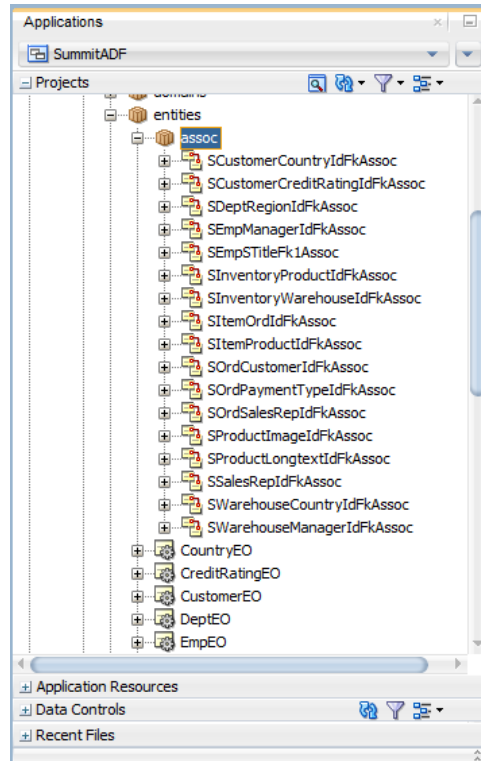 Applications
SummitADF
Projects
domains
entities
assoc
SCustomerCountryIdFkAssoc
SCustomerCreditRatingIdFkAssoc
SDeptRegionIdFkAssoc
SEmpManagerIdFkAssoc
SEmpSTitleFk1Assoc
SInventoryProductIdFkAssoc
SInventoryWarehouseIdFkAssoc
SItemOrdIdFkAssoc
SItemProductIdFkAssoc
SOrdCustomerIdFkAssoc
SOrdPaymentTypeIdFkAssoc
SOrdSalesRepIdFkAssoc
SProductImageIdFkAssoc
SProductLongtextIdFkAssoc
SSalesRepIdFkAssoc
SWarehouseCountryIdFkAssoc
SWarehouseManagerIdFkAssoc
CountryEO
CreditRatingEO
CustomerEO
DeptEO
EmpEO
Application Resources
Data Controls
Recent Files